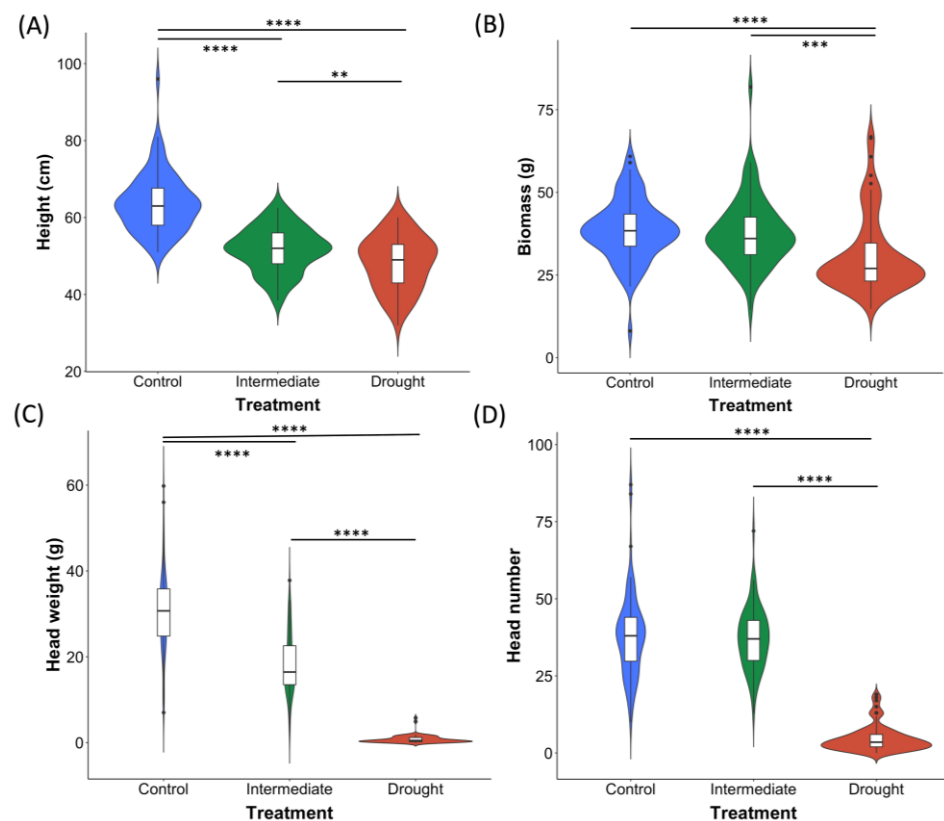 (A)
****
****
**
Height (cm)
100
80
60
40
20
Control Intermediate Drought
Treatment
(B)
****
***
Biomass (g)
75
50
25
0
Control Intermediate Drought
Treatment
(C)
****
****
****
Head weight (g)
60
40
20
0
Control Intermediate Drought
Treatment
(D)
****
****
Head number
100
75
50
25
0
Control Intermediate Drought
Treatment